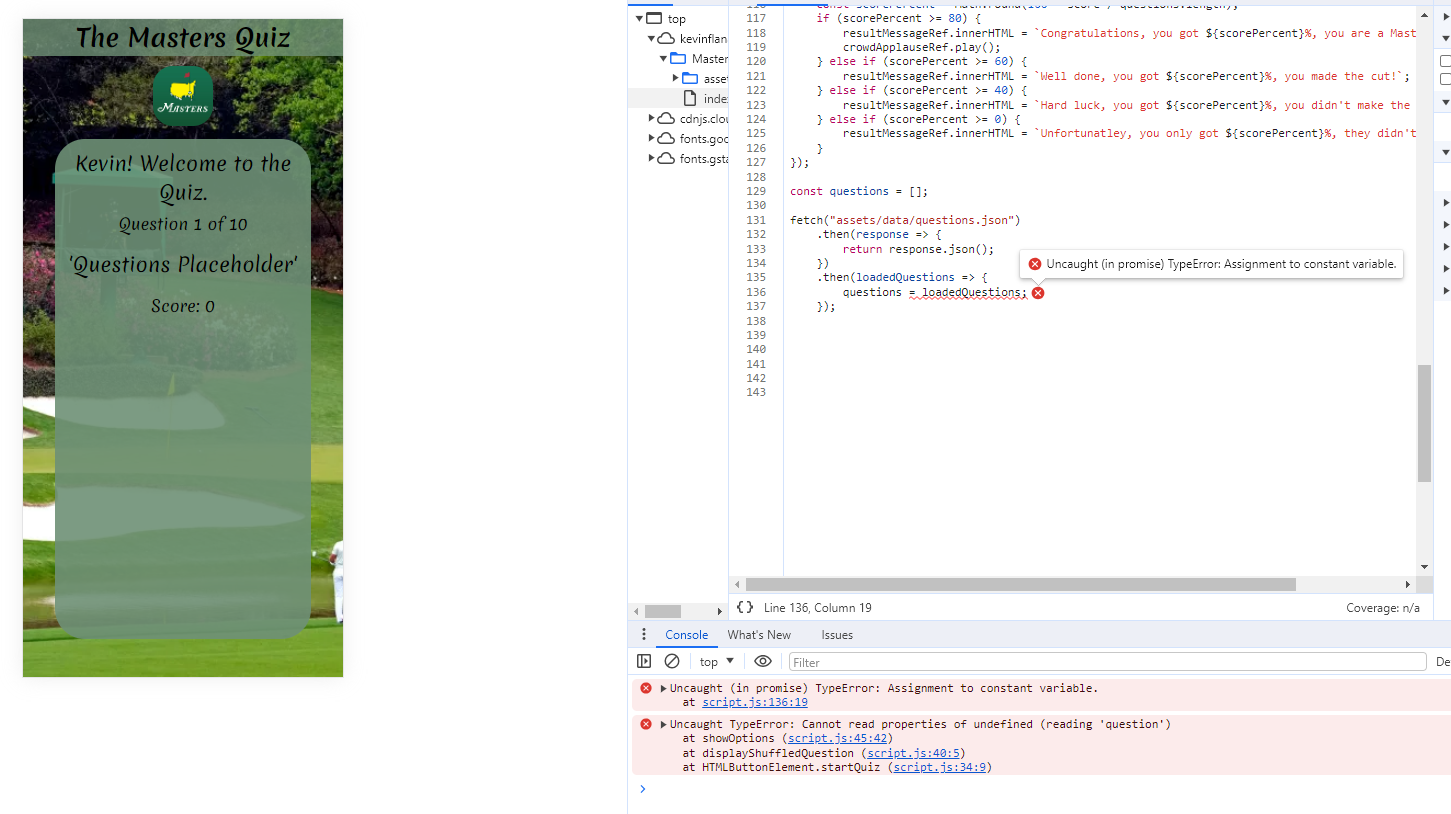 The Masters Quiz
MASTERS
Kevin! Welcome to the
Quiz.
Question 1 of 10
'Questions Placeholder'
Score: 0
top
kevinflan
Master
asset
index
cdnjs.clou
fonts.goo
fonts.gsta
117 if (scorePercent >= 80) {
118 resultMessageRef.innerHTML = `Congratulations, you got ${scorePercent}%, you are a Mast
119 crowdApplauseRef.play();
120 } else if (scorePercent >= 60) {
121 resultMessageRef.innerHTML = `Well done, you got ${scorePercent}%, you made the cut!`;
122 } else if (scorePercent >= 40) {
123 resultMessageRef.innerHTML = `Hard luck, you got ${scorePercent}%, you didn't make the
124 } else if (scorePercent >= 0) {
125 resultMessageRef.innerHTML = `Unfortunatley, you only got ${scorePercent}%, they didn't
126 }
127 });
128
129 const questions = [];
130
131 fetch("assets/data/questions.json")
132 .then(response => {
133 return response.json();
134 })
135 .then(loadedQuestions => {
136 questions = loadedQuestions;
137 });
138
139
140
141
142
143
Uncaught (in promise) TypeError: Assignment to constant variable.
{} Line 136, Column 19
Coverage: n/a
Console What's New Issues
top
Filter
De
Uncaught (in promise) TypeError: Assignment to constant variable.
at script.js:136:19
Uncaught TypeError: Cannot read properties of undefined (reading 'question')
at showOptions (script.js:45:42)
at displayShuffledQuestion (script.js:40:5)
at HTMLButtonElement.startQuiz (script.js:34:9)